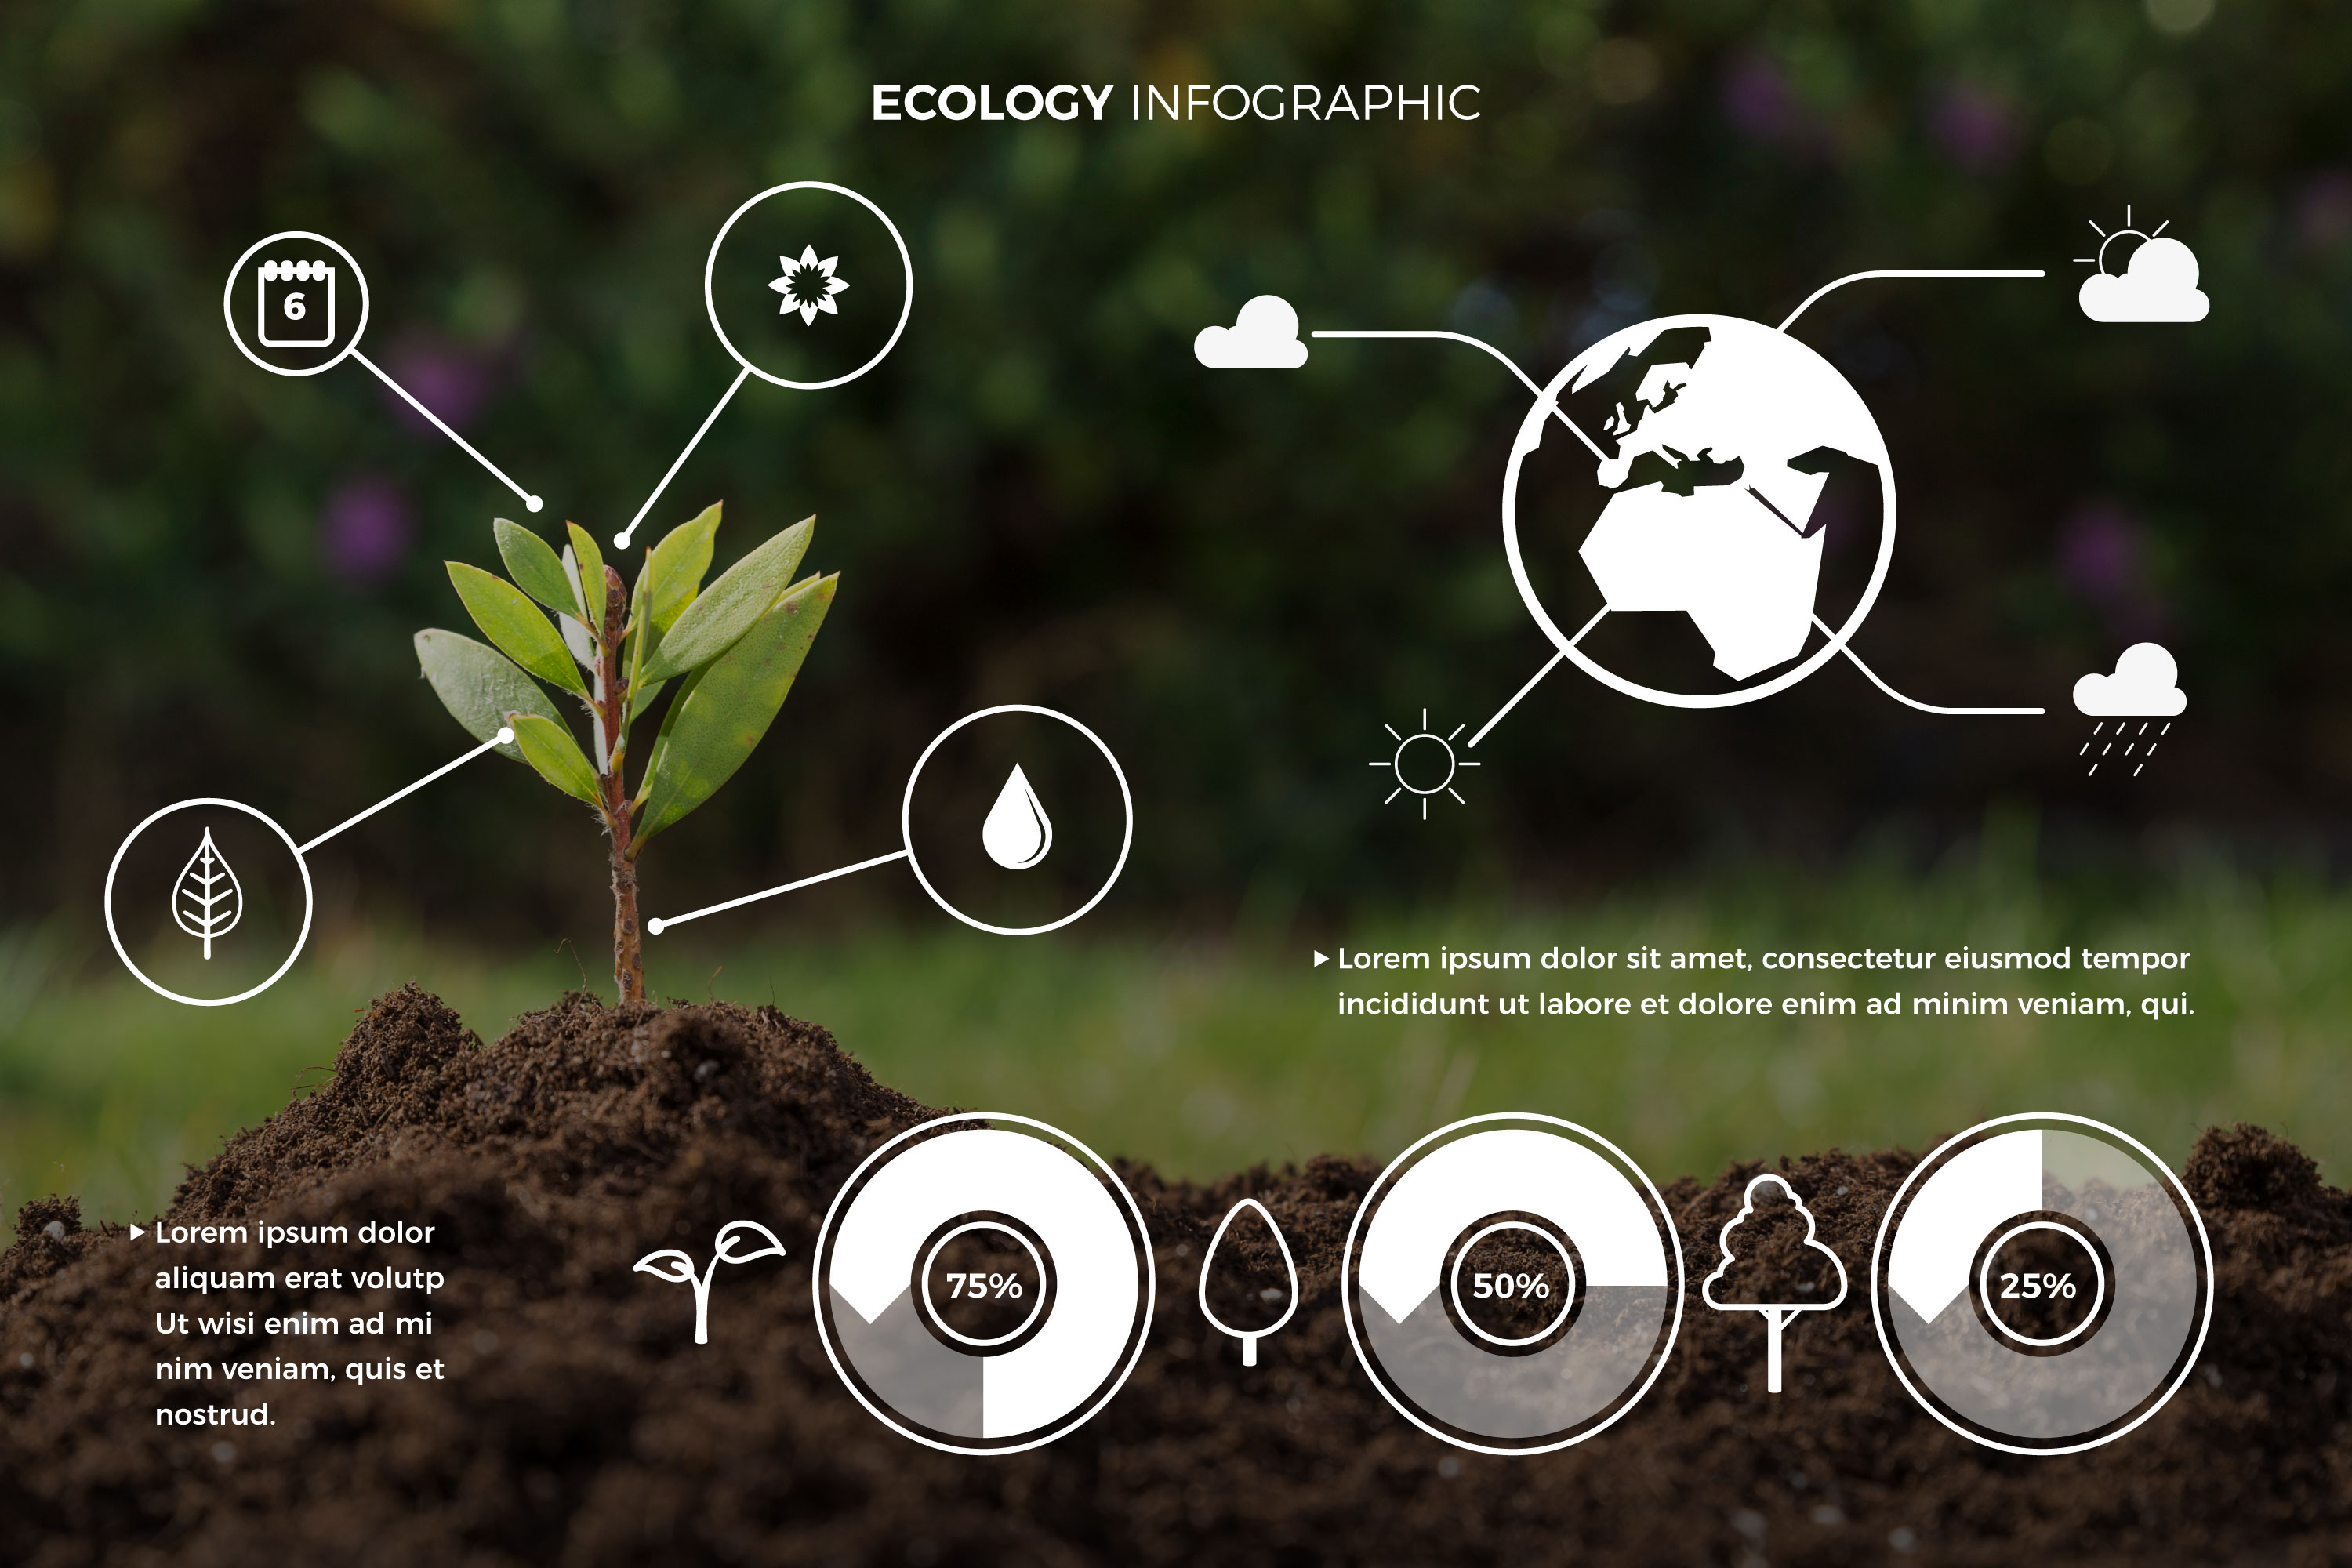 ECOLOGY INFOGRAPHIC
6
Lorem ipsum dolor sit amet, consectetur eiusmod tempor
incididunt ut labore et dolore enim ad minim veniam, qui.
Lorem ipsum dolor
aliquam erat volutp
Ut wisi enim ad mi
nim veniam, quis et
nostrud.
75%
50%
25%